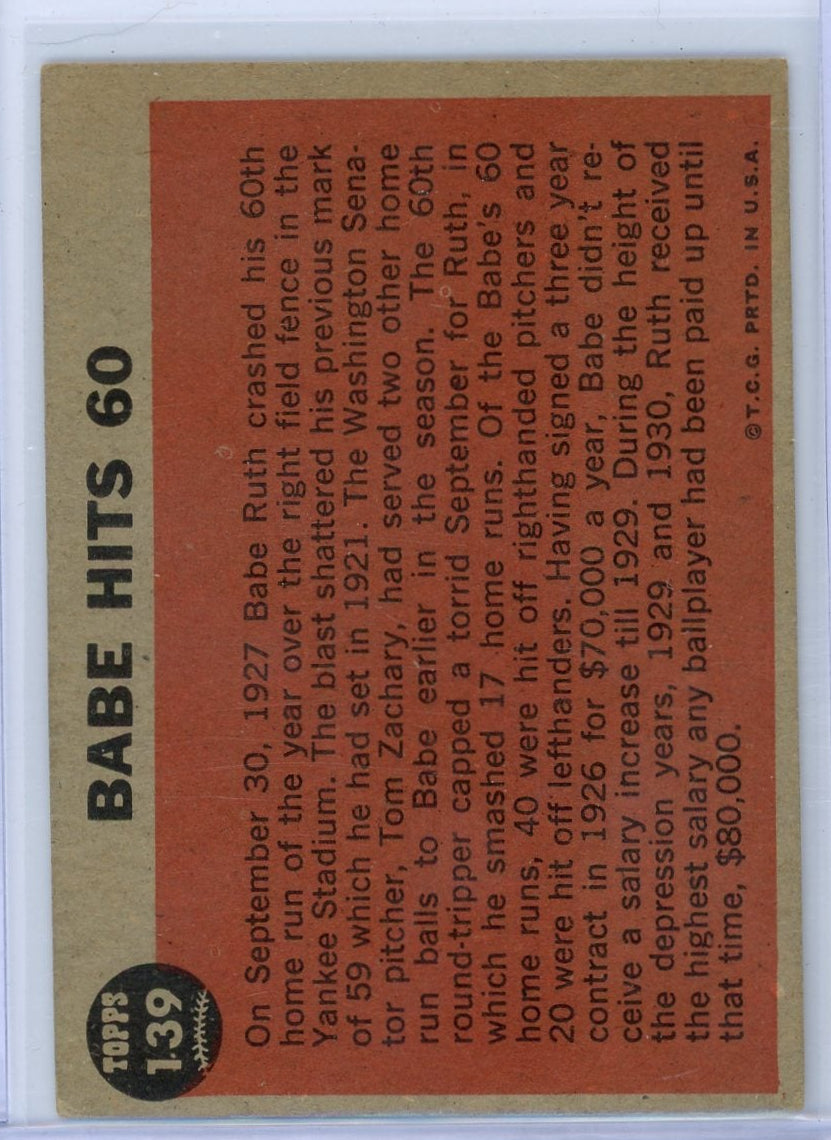 TOPPS
139
BABE HITS 60
On September 30, 1927 Babe Ruth crashed his 60th
home run of the year over the right field fence in the
Yankee Stadium. The blast shattered his previous mark
of 59 which he had set in 1921. The Washington Sena-
tor pitcher, Tom Zachary, had served two other home
run balls to Babe earlier in the season. The 60th
round-tripper capped a torrid September for Ruth, in
which he smashed 17 home runs. Of the Babe's 60
home runs, 40 were hit off righthanded pitchers and
20 were hit off lefthanders. Having signed a three year
contract in 1926 for $70,000 a year, Babe didn't re-
ceive a salary increase till 1929. During the height of
the depression years, 1929 and 1930, Ruth received
the highest salary any ballplayer had been paid up until
that time, $80,000.
©T.C.G. PRTD. IN U.S.A.